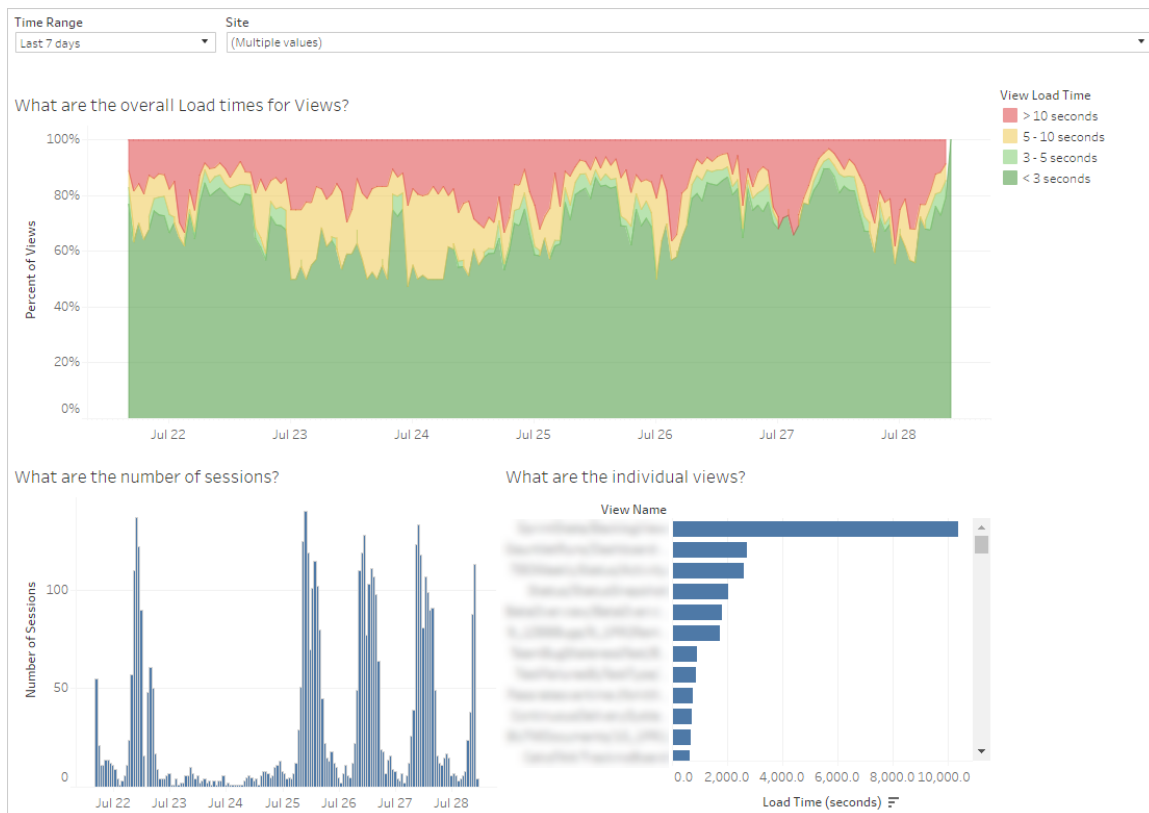 Time Range
Site
Last 7 days
(Multiple values)
What are the overall Load times for Views?
View Load Time
> 10 seconds
5 - 10 seconds
3 - 5 seconds
< 3 seconds
100%
80%
60%
40%
20%
0%
Percent of Views
Jul 22 Jul 23 Jul 24 Jul 25 Jul 26 Jul 27 Jul 28
What are the number of sessions?
100
50
0
Number of Sessions
Jul 22 Jul 23 Jul 24 Jul 25 Jul 26 Jul 27 Jul 28
What are the individual views?
View Name
0.0 2,000.0 4,000.0 6,000.0 8,000.0 10,000.0
Load Time (seconds)